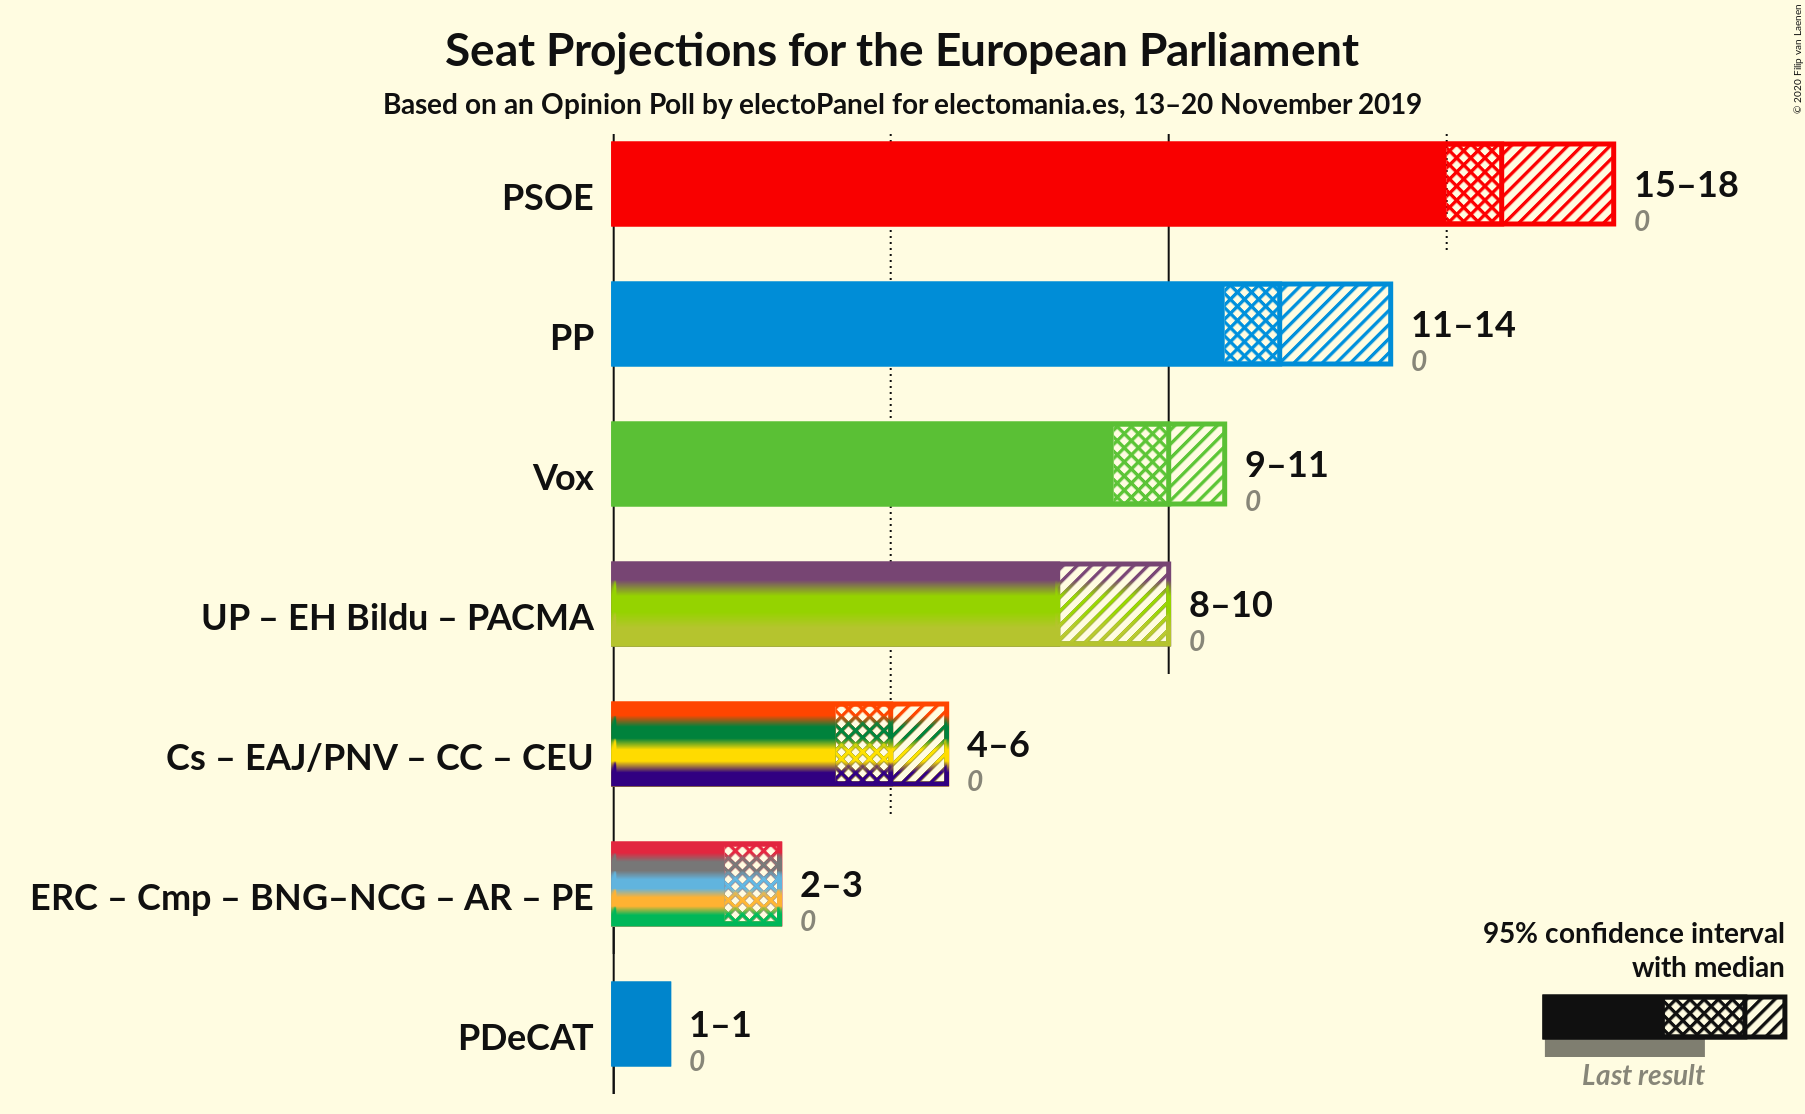 Seat Projections for the European Parliament
Based on an Opinion Poll by electoPanel for electomania.es, 13–20 November 2019
© 2020 Filip van Laenen
PSOE
15–18
0
PP
11–14
0
Vox
9–11
0
UP – EH Bildu – PACMA
8–10
0
Cs – EAJ/PNV – CC – CEU
4–6
0
ERC – Cmp – BNG–NCG – AR – PE
2–3
0
PDeCAT
1–1
0
95% confidence interval
with median
Last result